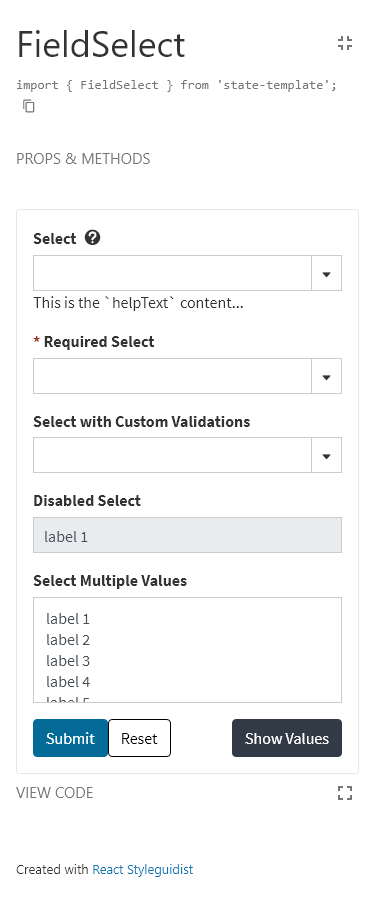 FieldSelect
import { FieldSelect } from 'state-template';
PROPS & METHODS
Select ?
This is the `helpText` content...
* Required Select
Select with Custom Validations
Disabled Select
label 1
Select Multiple Values
label 1
label 2
label 3
label 4
label 5
Submit Reset Show Values
VIEW CODE
Created with React Styleguidist